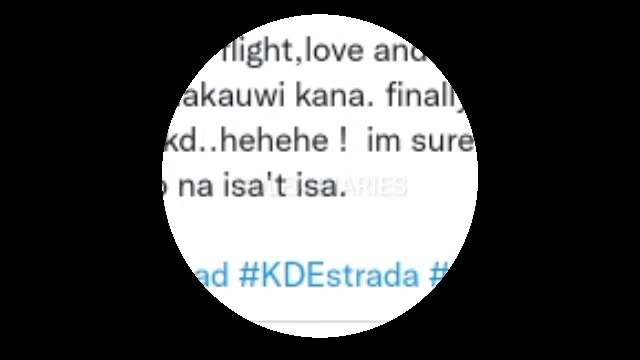 flight,love and
akauwi kana. finally
kd..hehehe ! im sure
na isa't isa.
#KDEstrada #